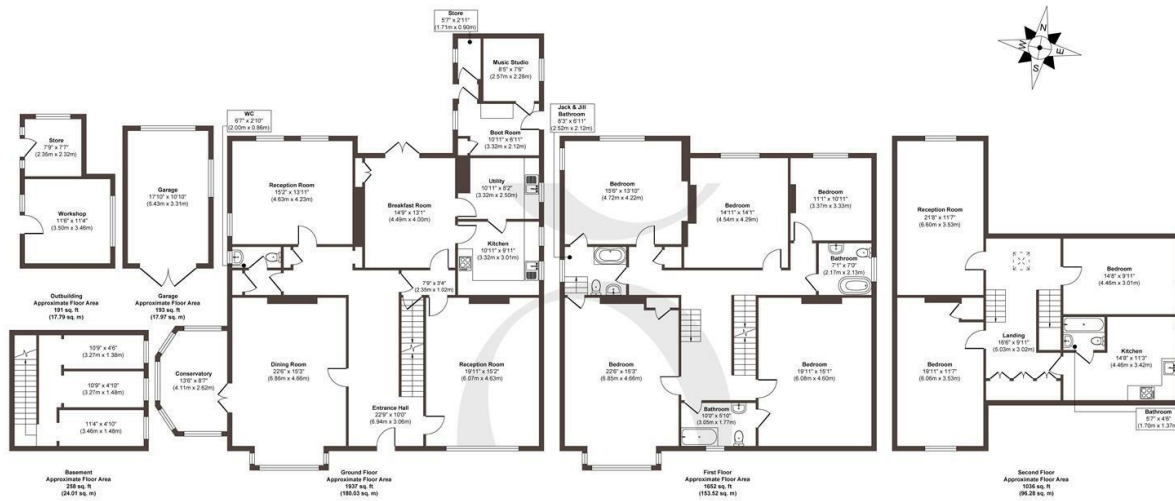 Store
7'9" x 7'7"
(2.35m x 2.32m)
Workshop
11'6" x 11'4"
(3.50m x 3.46m)
Outbuilding
Approximate Floor Area
191 sq. ft
(17.79 sq. m)
Garage
17'10" x 10'10"
(5.43m x 3.31m)
Garage
Approximate Floor Area
193 sq. ft
(17.97 sq. m)
10'9" x 4'6"
(3.27m x 1.38m)
10'9" x 4'10"
(3.27m x 1.48m)
11'4" x 4'10"
(3.46m x 1.48m)
Basement
Approximate Floor Area
258 sq. ft
(24.01 sq. m)
Store
5'7" x 2'11"
(1.71m x 0.90m)
Music Studio
8'5" x 7'6"
(2.57m x 2.28m)
Boot Room
10'11" x 6'11"
(3.32m x 2.12m)
WC
6'7" x 2'10"
(2.00m x 0.86m)
Reception Room
15'2" x 13'11"
(4.63m x 4.23m)
Breakfast Room
14'9" x 13'1"
(4.49m x 4.00m)
Utility
10'11" x 8'2"
(3.32m x 2.50m)
Kitchen
10'11" x 9'11"
(3.32m x 3.01m)
7'9" x 3'4"
(2.35m x 1.02m)
Conservatory
13'6" x 8'7"
(4.11m x 2.62m)
Dining Room
22'6" x 15'3"
(6.86m x 4.66m)
Reception Room
19'11" x 15'2"
(6.07m x 4.63m)
Entrance Hall
22'9" x 10'0"
(6.94m x 3.06m)
Ground Floor
Approximate Floor Area
1937 sq. ft
(180.03 sq. m)
Jack & Jill
Bathroom
8'3" x 6'11"
(2.52m x 2.12m)
Bedroom
15'6" x 13'10"
(4.72m x 4.22m)
Bedroom
14'11" x 14'1"
(4.54m x 4.29m)
Bedroom
11'1" x 10'11"
(3.37m x 3.33m)
Bathroom
7'1" x 7'0"
(2.17m x 2.13m)
Bedroom
22'6" x 15'3"
(6.85m x 4.66m)
Bedroom
19'11" x 15'1"
(6.08m x 4.60m)
Bathroom
10'0" x 5'10"
(3.05m x 1.77m)
First Floor
Approximate Floor Area
1652 sq. ft
(153.52 sq. m)
N
E
S
W
Reception Room
21'8" x 11'7"
(6.60m x 3.53m)
Bedroom
14'8" x 9'11"
(4.46m x 3.01m)
Landing
16'6" x 9'11"
(5.03m x 3.02m)
Bedroom
19'11" x 11'7"
(6.06m x 3.53m)
Kitchen
14'8" x 11'3"
(4.46m x 3.42m)
Bathroom
5'7" x 4'6"
(1.70m x 1.37m)
Second Floor
Approximate Floor Area
1036 sq. ft
(96.28 sq. m)